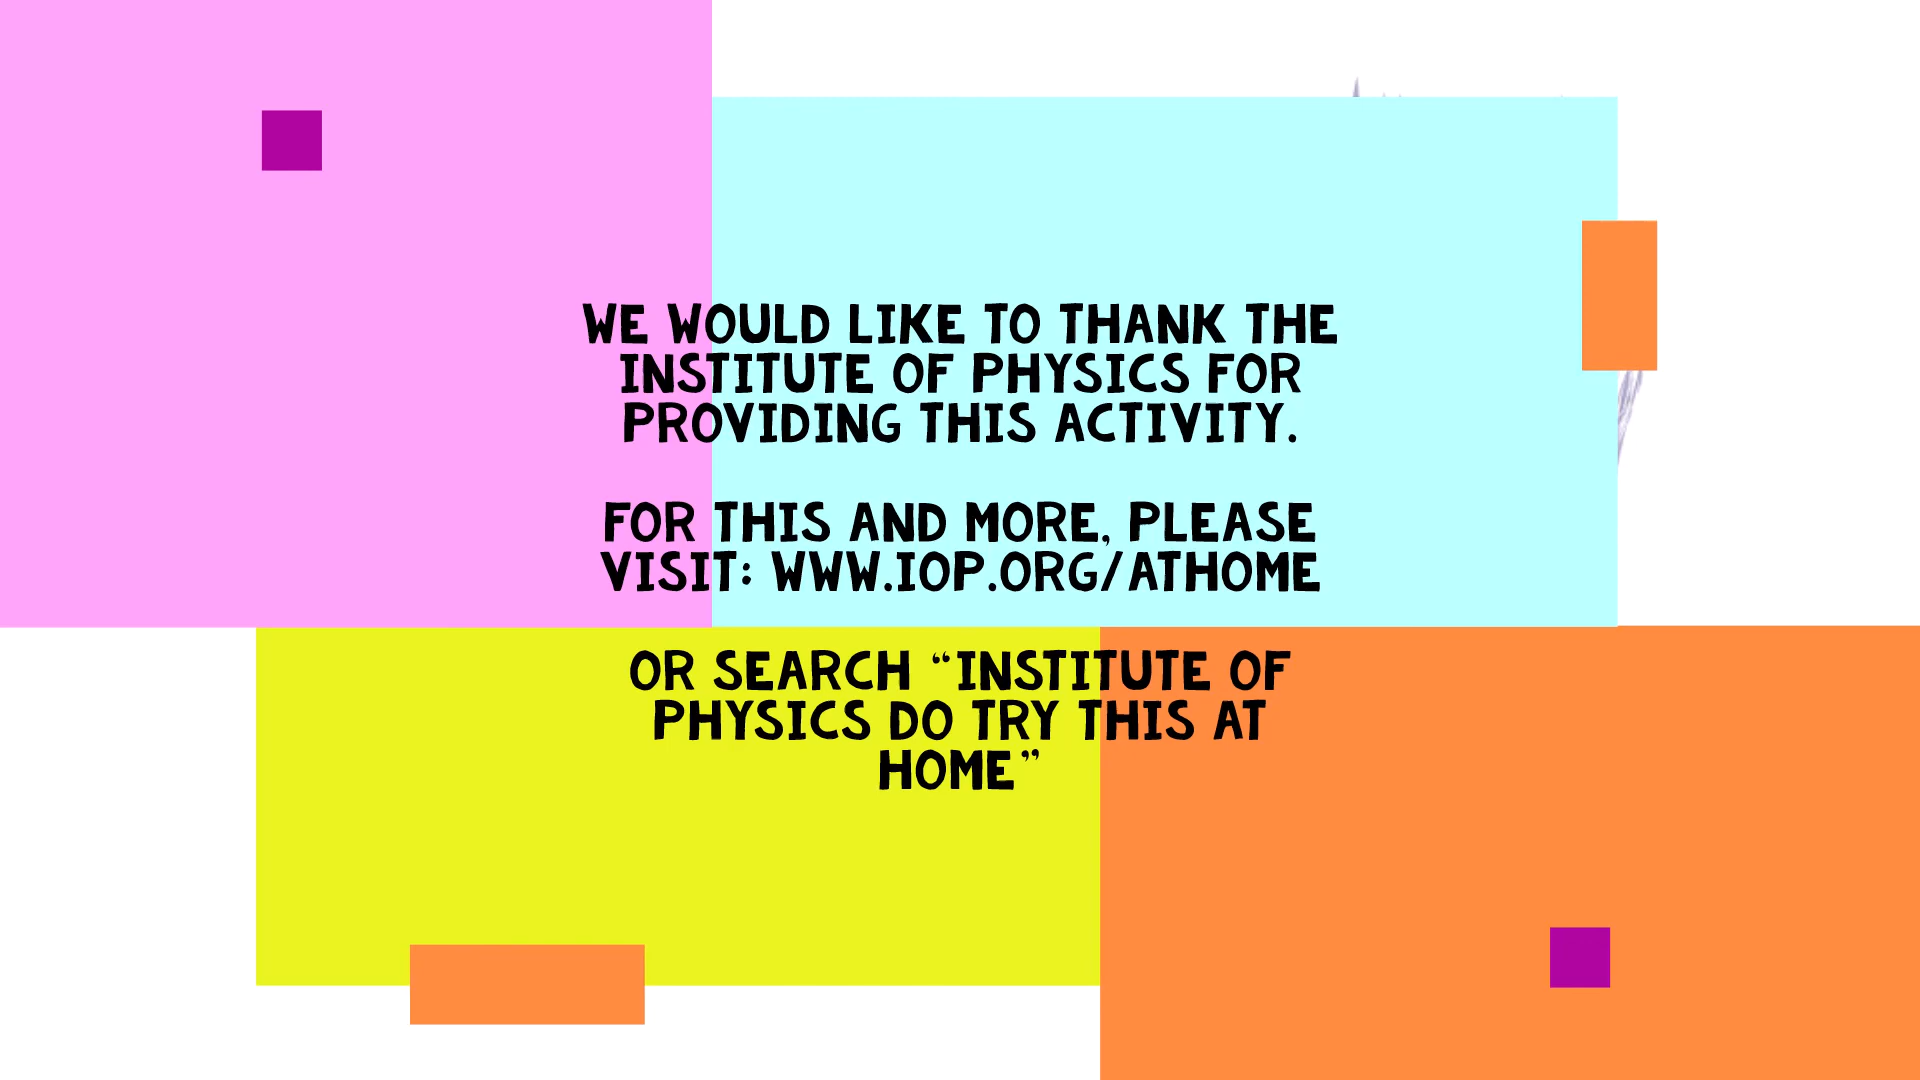 WE WOULD LIKE TO THANK THE
INSTITUTE OF PHYSICS FOR
PROVIDING THIS ACTIVITY.
FOR THIS AND MORE, PLEASE
VISIT: WWW.IOP.ORG/ATHOME
OR SEARCH “INSTITUTE OF
PHYSICS DO TRY THIS AT
HOME”